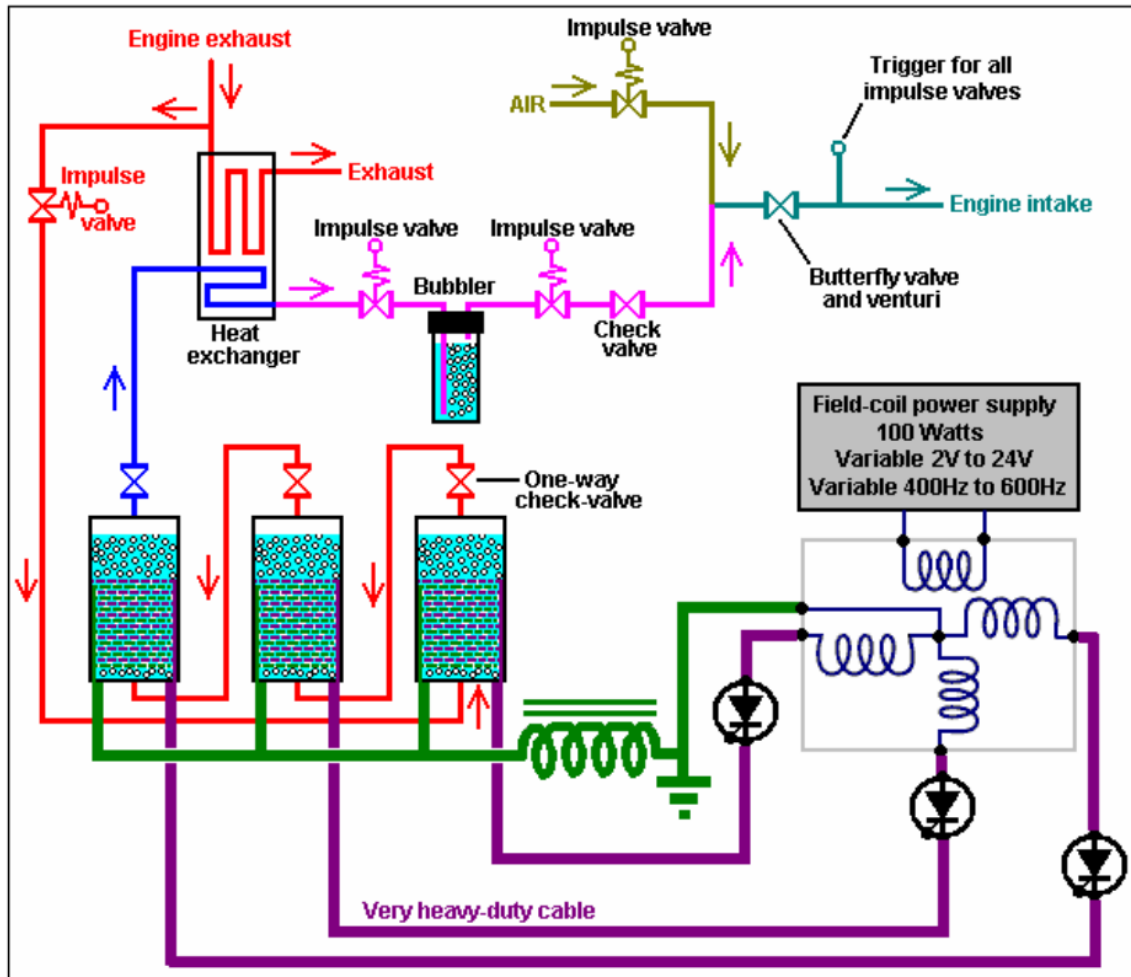 Engine exhaust
Impulse valve
Trigger for all
impulse valves
AIR
Exhaust
Impulse
valve
Engine intake
Impulse valve
Impulse valve
Bubbler
Butterfly valve
and venturi
Heat
exchanger
Check
valve
Field-coil power supply
100 Watts
Variable 2V to 24V
Variable 400Hz to 600Hz
One-way
check-valve
Very heavy-duty cable